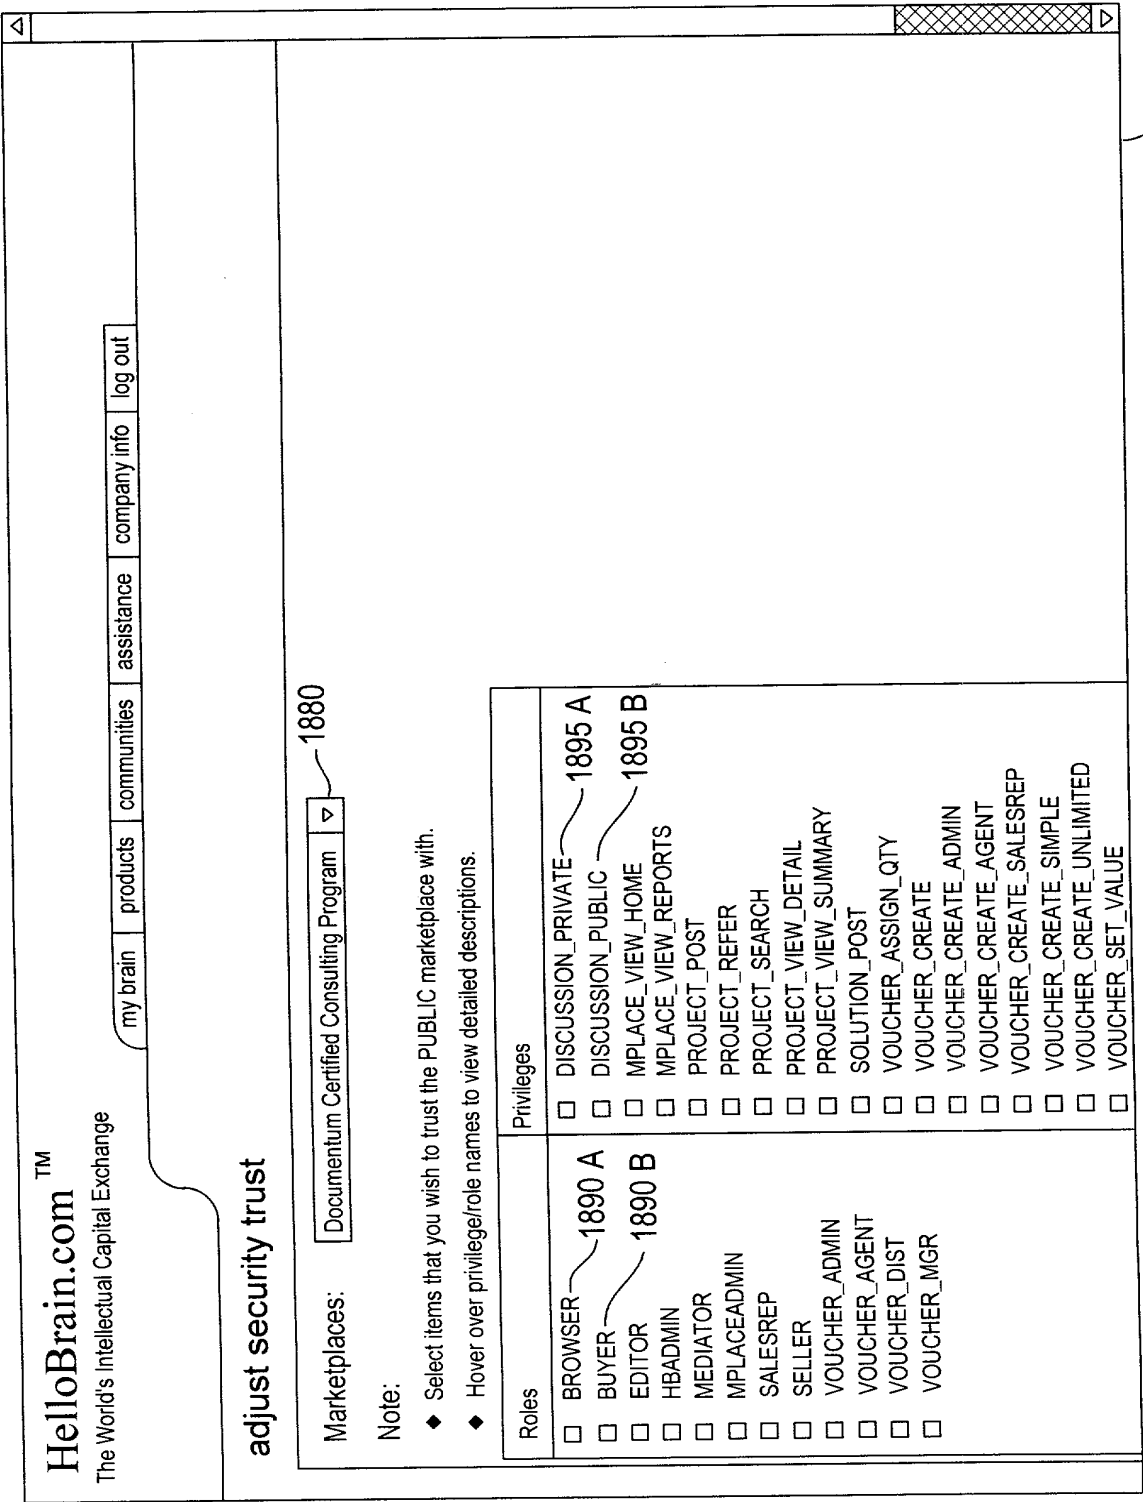 HelloBrain.com™
The World's Intellectual Capital Exchange
my brain products communities assistance company info log out
adjust security trust
Marketplaces: Documentum Certified Consulting Program 1880
Note:
◆ Select items that you wish to trust the PUBLIC marketplace with.
◆ Hover over privilege/role names to view detailed descriptions.
Roles
BROWSER 1890 A
BUYER 1890 B
EDITOR
HBADMIN
MEDIATOR
MPLACEADMIN
SALESREP
SELLER
VOUCHER_ADMIN
VOUCHER_AGENT
VOUCHER_DIST
VOUCHER_MGR
Privileges
DISCUSSION_PRIVATE 1895 A
DISCUSSION_PUBLIC 1895 B
MPLACE_VIEW_HOME
MPLACE_VIEW_REPORTS
PROJECT_POST
PROJECT_REFER
PROJECT_SEARCH
PROJECT_VIEW_DETAIL
PROJECT_VIEW_SUMMARY
SOLUTION_POST
VOUCHER_ASSIGN_QTY
VOUCHER_CREATE
VOUCHER_CREATE_ADMIN
VOUCHER_CREATE_AGENT
VOUCHER_CREATE_SALESREP
VOUCHER_CREATE_SIMPLE
VOUCHER_CREATE_UNLIMITED
VOUCHER_SET_VALUE